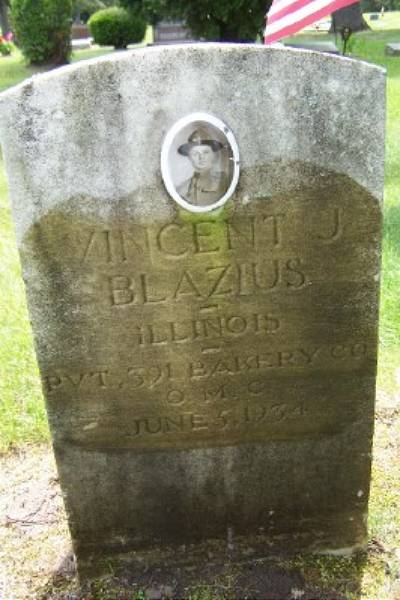 VINCENT J
BLAZIUS
ILLINOIS
PVT. 391 BAKERY CO.
Q M C
JUNE 5, 1934